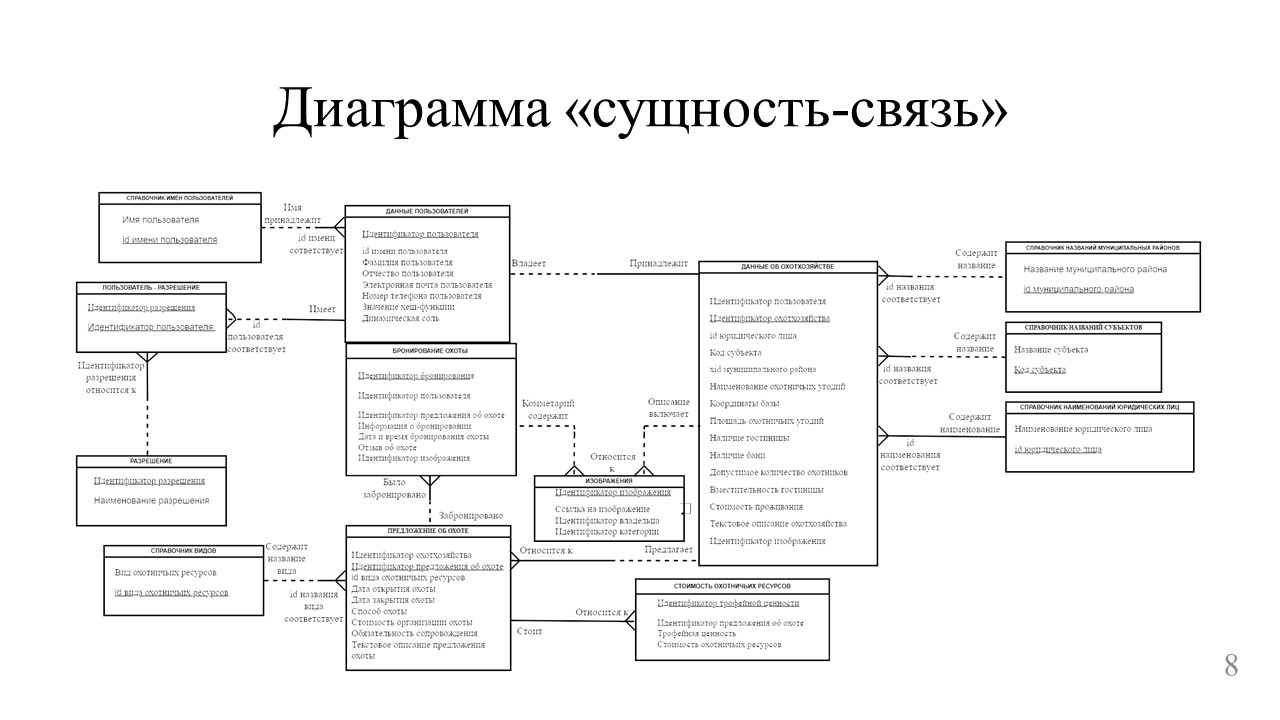 Диаграмма «сущность-связь»
СПРАВОЧНИК ИМЁН ПОЛЬЗОВАТЕЛЕЙ
Имя пользователя
id имени пользователя
Имя
принадлежит
id имени
сответствует
ДАННЫЕ ПОЛЬЗОВАТЕЛЕЙ
Идентификатор пользователя
id имени пользователя
Фамилия пользователя
Отчество пользователя
Электронная почта пользователя
Номер телефона пользователя
Значение хеш-функции
Динамическая соль
ПОЛЬЗОВАТЕЛЬ - РАЗРЕШЕНИЕ
Идентификатор разрешения
Идентификатор пользователя
Имеет
id
пользователя
соответствует
Идентификатор
разрешения
относится к
РАЗРЕШЕНИЕ
Идентификатор разрешения
Наименование разрешения
Владеет
Принадлежит
БРОНИРОВАНИЕ ОХОТЫ
Идентификатор бронирования
Идентификатор пользователя
Идентификатор предложения об охоте
Информация о бронировании
Дата и время бронирования охоты
Отзыв об охоте
Идентификатор изображения
Комметарий
содержит
Описание
включает
Относится
к
ИЗОБРАЖЕНИЯ
Идентификатор изображения
Ссылка на изображение
Идентификатор владельца
Идентификатор категории
Было
забронировано
Забронировано
ПРЕДЛОЖЕНИЕ ОБ ОХОТЕ
Идентификатор охотхозяйства
Идентификатор предложения об охоте
id вида охотничьих ресурсов
Дата открытия охоты
Дата закрытия охоты
Способ охоты
Стоимость организации охоты
Обязательность сопровождения
Текстовое описание предложения
охоты
СПРАВОЧНИК ВИДОВ
Вид охотничьих ресурсов
id вида охотничьих ресурсов
Содержит
название
вида
id названия
вида
соответствует
Относится к
Предлагает
Стоит
Относится к
СТОИМОСТЬ ОХОТНИЧЬИХ РЕСУРСОВ
Идентификатор трофейной ценности
Идентификатор предложения об охоте
Трофейная ценность
Стоимость охотничьих ресурсов
ДАННЫЕ ОБ ОХОТХОЗЯЙСТВЕ
Идентификатор пользователя
Идентификатор охотхозяйства
id юридического лица
Код субъекта
xid муниципального района
Наименование охотничьих угодий
Координаты базы
Площадь охотничьих угодий
Наличие гостиницы
Наличие бани
Допустимое количество охотников
Вместительность гостиницы
Стоимость проживания
Текстовое описание охотхозяйства
Идентификатор изображения
Содержит
название
id названия
соответствует
СПРАВОЧНИК НАЗВАНИЙ МУНИЦИПАЛЬНЫХ РАЙОНОВ
Название муниципального района
id муниципального района
Содержит
название
id названия
соответствует
СПРАВОЧНИК НАЗВАНИЙ СУБЪЕКТОВ
Название субъекта
Код субъекта
Содержит
наименование
id
наименования
соответствует
СПРАВОЧНИК НАИМЕНОВАНИЙ ЮРИДИЧЕСКИХ ЛИЦ
Наименование юридического лица
id юридического лица
8